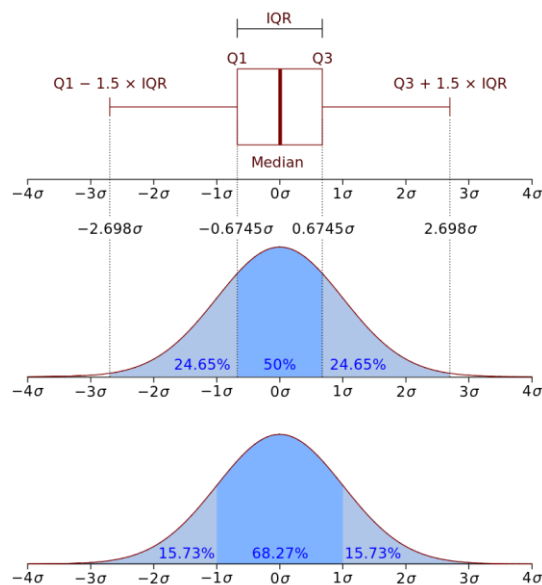 IQR
Q1 Q3
Q1 − 1.5 × IQR Q3 + 1.5 × IQR
Median
−4σ −3σ −2σ −1σ 0σ 1σ 2σ 3σ 4σ
−2.698σ −0.6745σ 0.6745σ 2.698σ
24.65% 50% 24.65%
−4σ −3σ −2σ −1σ 0σ 1σ 2σ 3σ 4σ
15.73% 68.27% 15.73%
−4σ −3σ −2σ −1σ 0σ 1σ 2σ 3σ 4σ